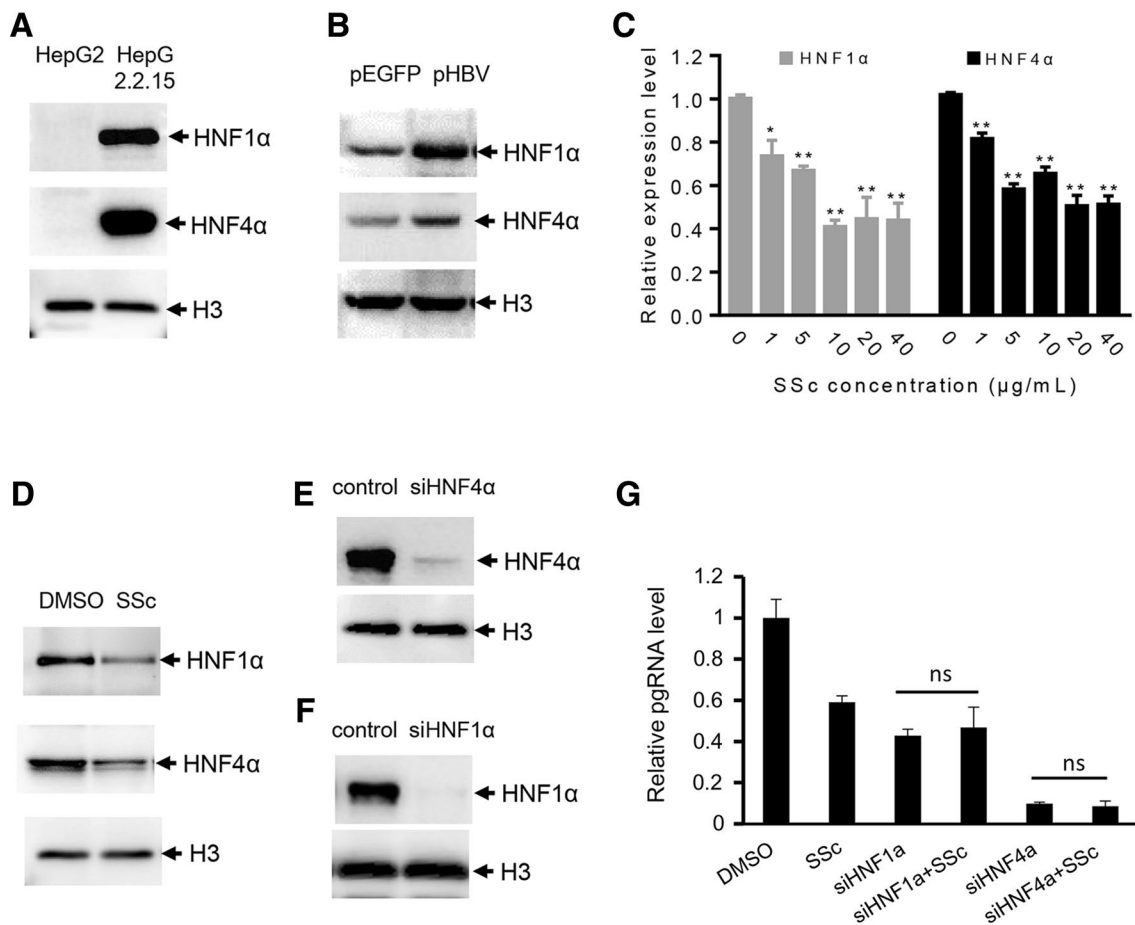 A
HepG2 HepG
2.2.15
HNF1α
HNF4α
H3
B
pEGFP pHBV
HNF1α
HNF4α
H3
C
Relative expression level
1.2
1.0
0.8
0.6
0.4
0.2
0.0
HNF1α
HNF4α
* ** ** ** **
** ** ** ** **
0 1 5 10 20 40 0 1 5 10 20 40
SSc concentration (µg/mL)
D
DMSO SSc
HNF1α
HNF4α
H3
E
control siHNF4α
HNF4α
H3
F
control siHNF1α
HNF1α
H3
G
Relative pgRNA level
1.2
1
0.8
0.6
0.4
0.2
0
ns
ns
DMSO SSc siHNF1a siHNF1a+SSc siHNF4a siHNF4a+SSc